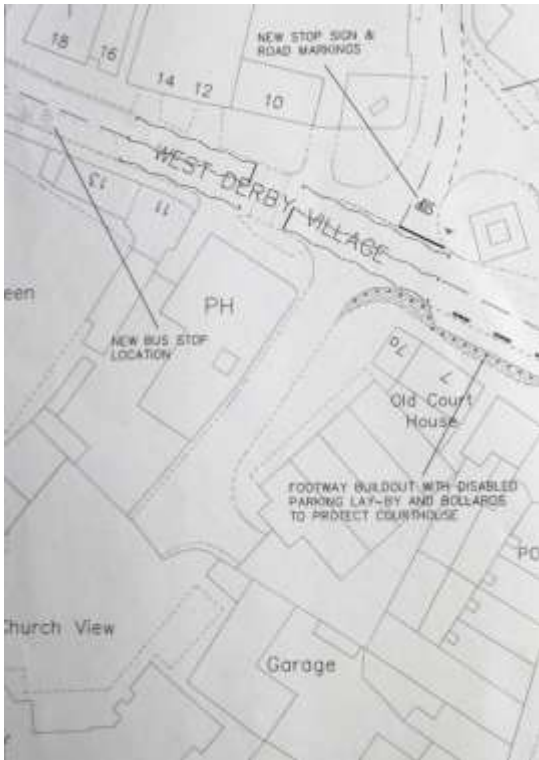 NEW STOP SIGN &
ROAD MARKINGS
18
16
14
12
10
WEST DERBY VILLAGE
13
11
een
PH
NEW BUS STOP
LOCATION
7a
7
Old Court
House
FOOTWAY BUILDOUT WITH DISABLED
PARKING LAY-BY AND BOLLARDS
TO PROTECT COURTHOUSE
PO
Church View
Garage